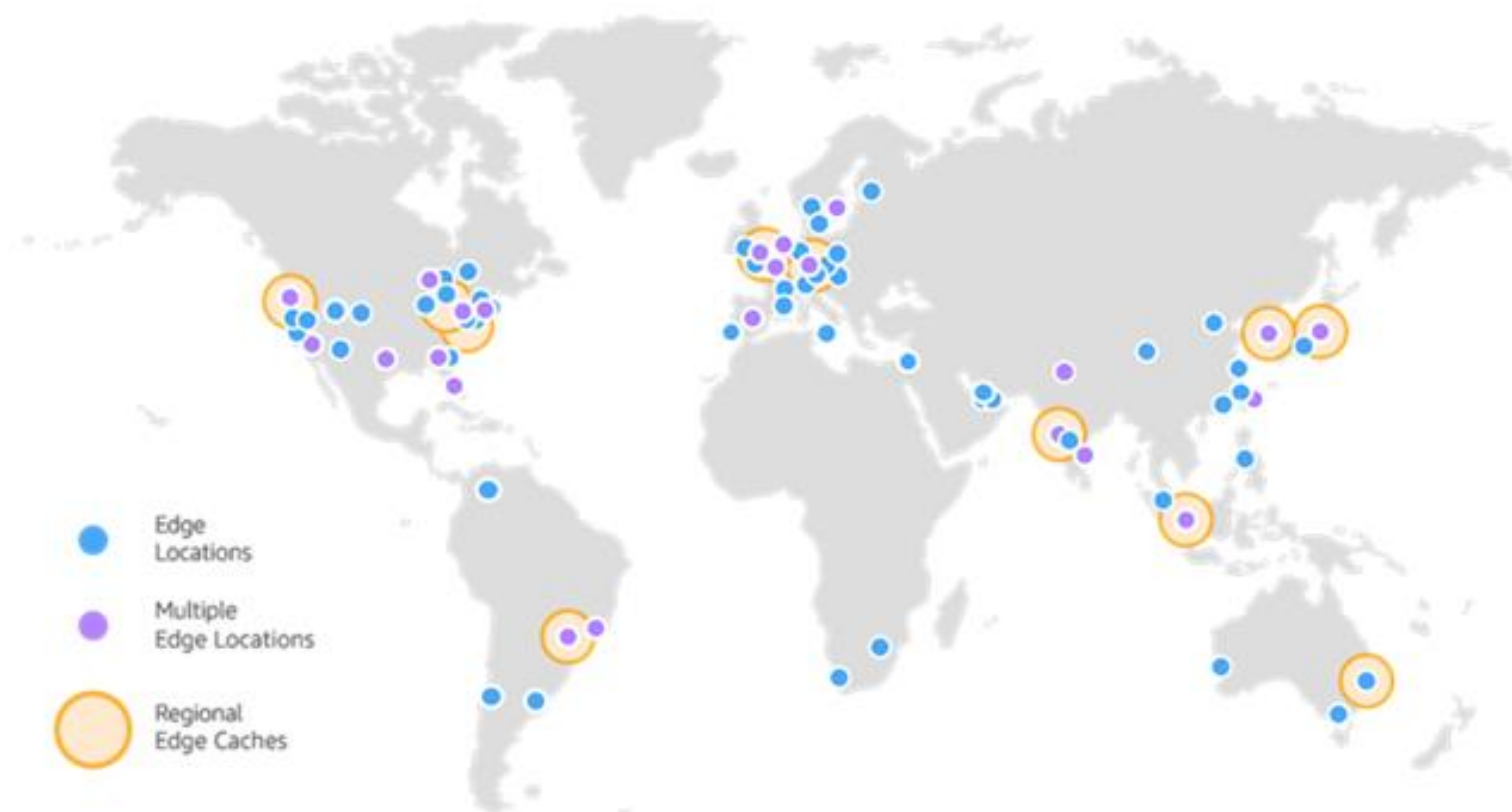 Edge
Locations
Multiple
Edge Locations
Regional
Edge Caches